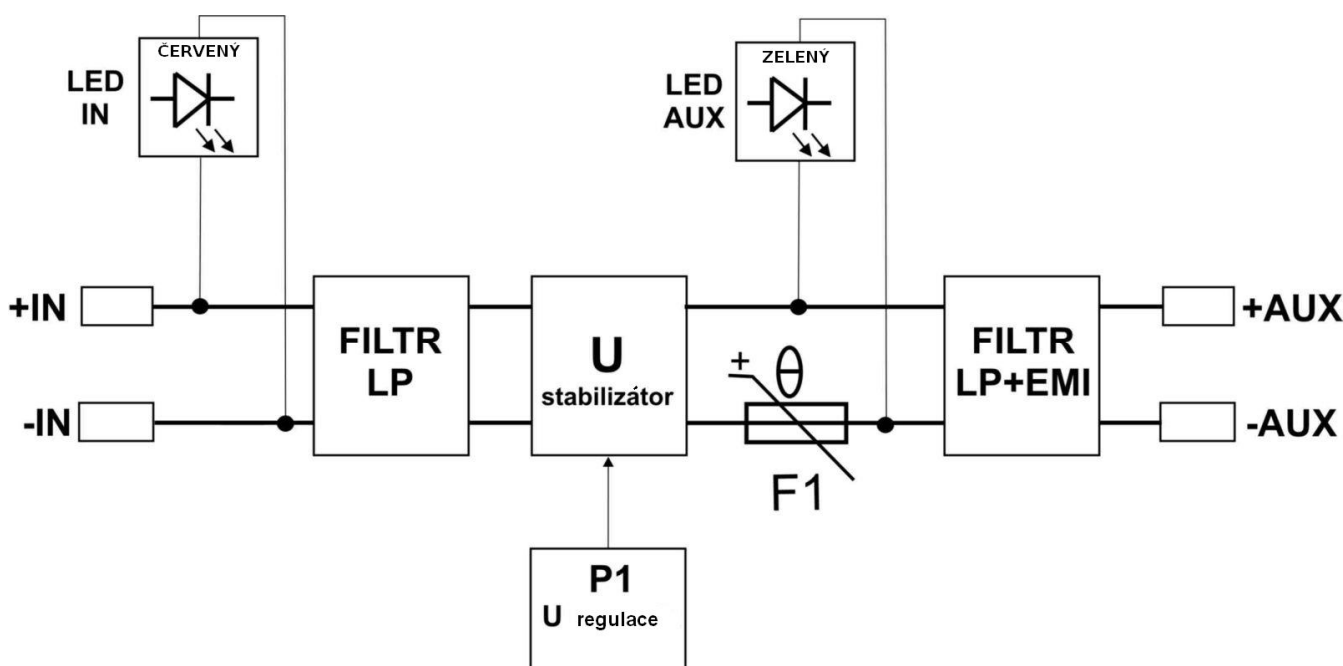 ČERVENÝ
LED
IN
ZELENÝ
LED
AUX
+IN
FILTR
LP
U
stabilizátor
+ θ
FILTR
LP+EMI
+AUX
-IN
-AUX
F1
P1
U regulace